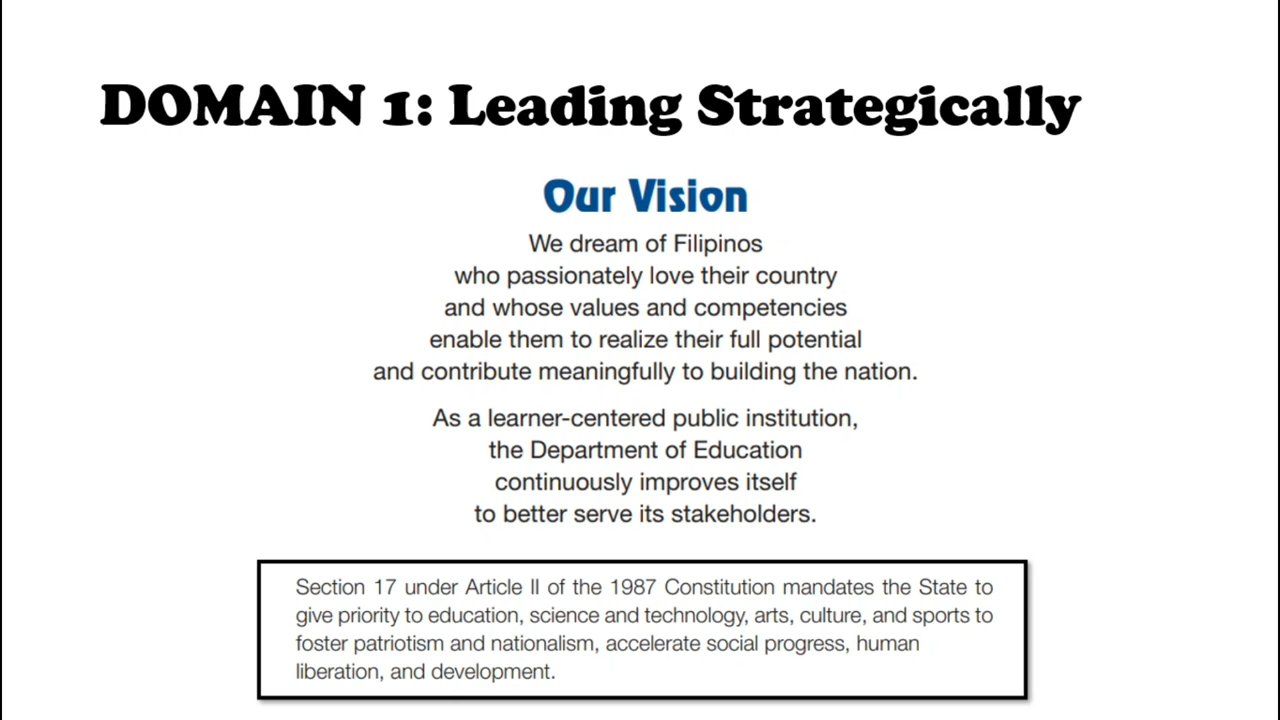 DOMAIN 1: Leading Strategically
Our Vision
We dream of Filipinos
who passionately love their country
and whose values and competencies
enable them to realize their full potential
and contribute meaningfully to building the nation.
As a learner-centered public institution,
the Department of Education
continuously improves itself
to better serve its stakeholders.
Section 17 under Article II of the 1987 Constitution mandates the State to
give priority to education, science and technology, arts, culture, and sports to
foster patriotism and nationalism, accelerate social progress, human
liberation, and development.